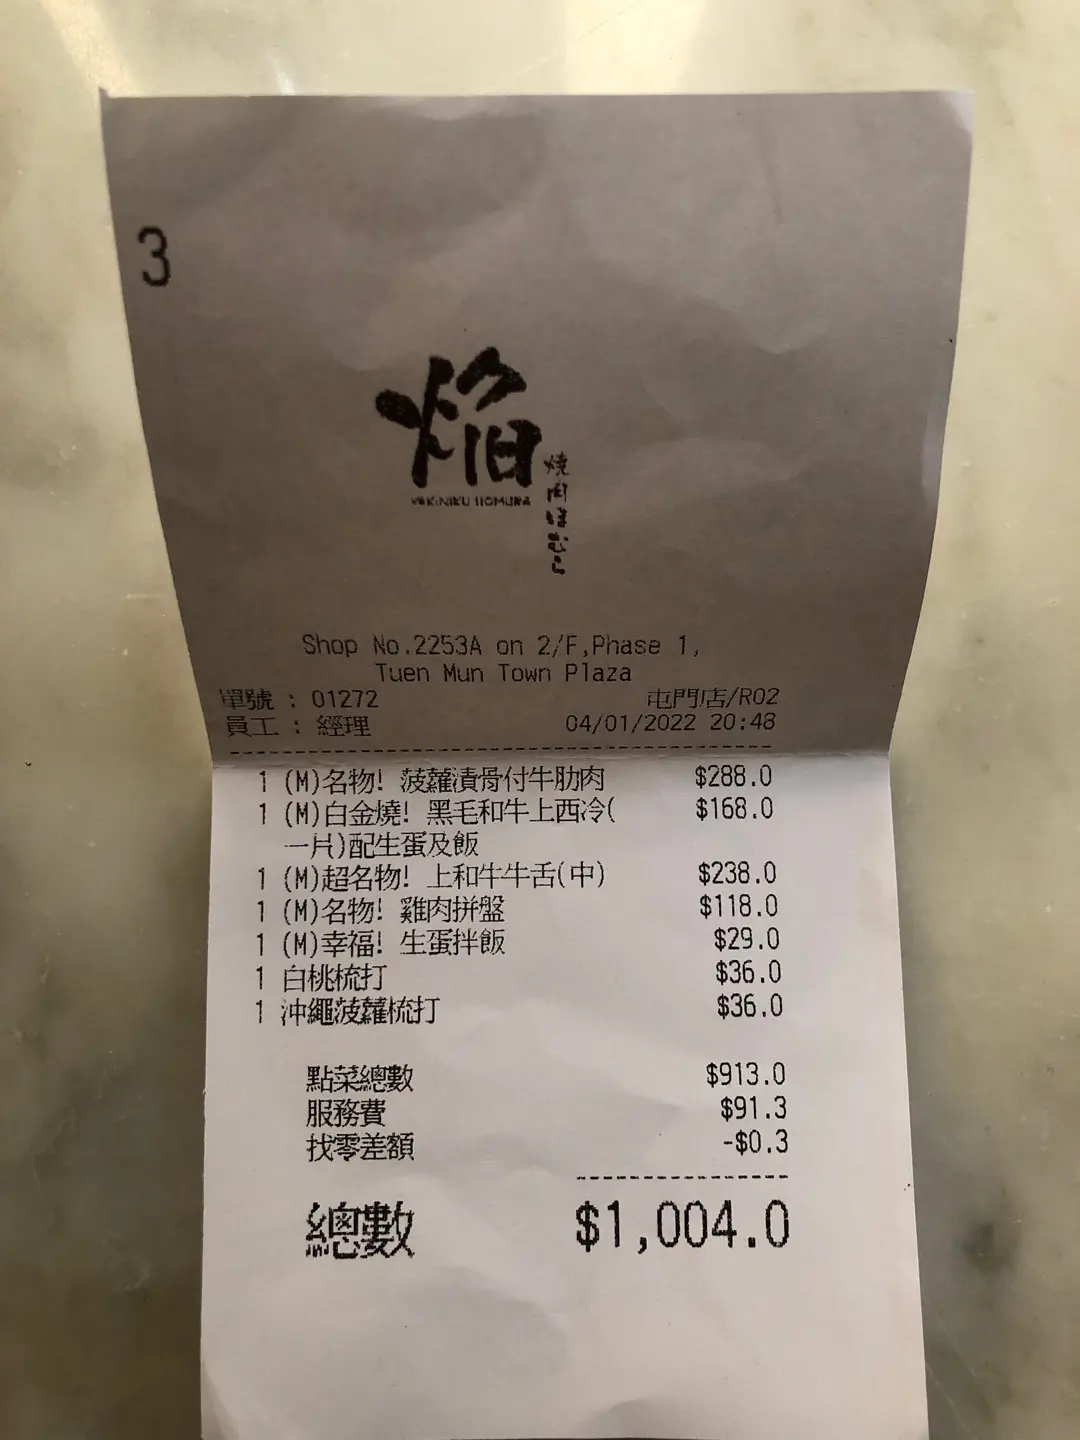 3
焰
YAKINIKU HOMURA
焼肉ほむら
Shop No.2253A on 2/F,Phase 1,
Tuen Mun Town Plaza
單號 : 01272 屯門店/R02
員工 : 經理 04/01/2022 20:48
1 (M)名物! 菠蘿漬骨付牛肋肉 $288.0
1 (M)白金燒! 黑毛和牛上西冷( $168.0
一片)配生蛋及飯
1 (M)超名物! 上和牛牛舌(中) $238.0
1 (M)名物! 雞肉拼盤 $118.0
1 (M)幸福! 生蛋拌飯 $29.0
1 白桃梳打 $36.0
1 沖繩菠蘿梳打 $36.0
點菜總數 $913.0
服務費 $91.3
找零差額 -$0.3
總數 $1,004.0